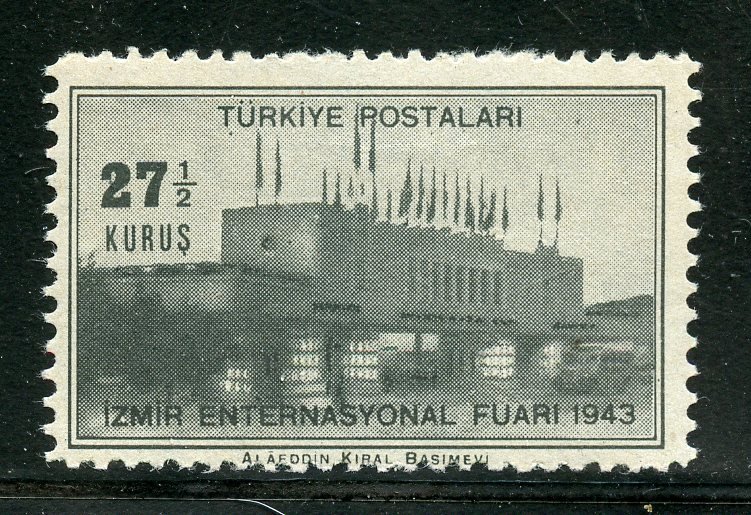 TÜRKİYE POSTALARI
27 1/2
KURUŞ
İZMİR ENTERNASYONAL FUARI 1943
ALÂEDDİN KIRAL BASIMEVİ